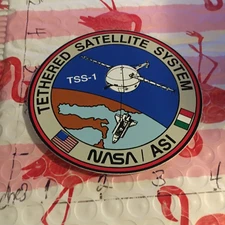 TETHERED SATELLITE SYSTEM
TSS-1
NASA / ASI